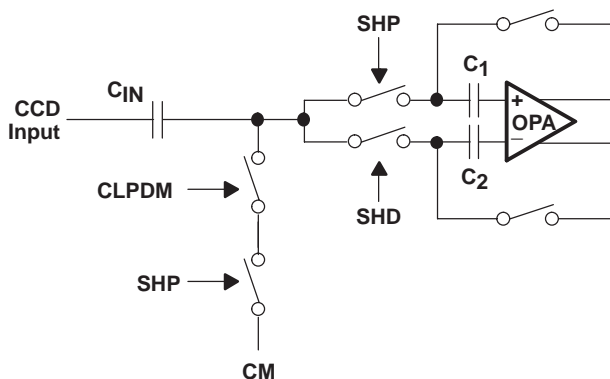 SHP
C1
CIN
CCD
Input
+
OPA
–
C2
CLPDM
SHD
SHP
CM